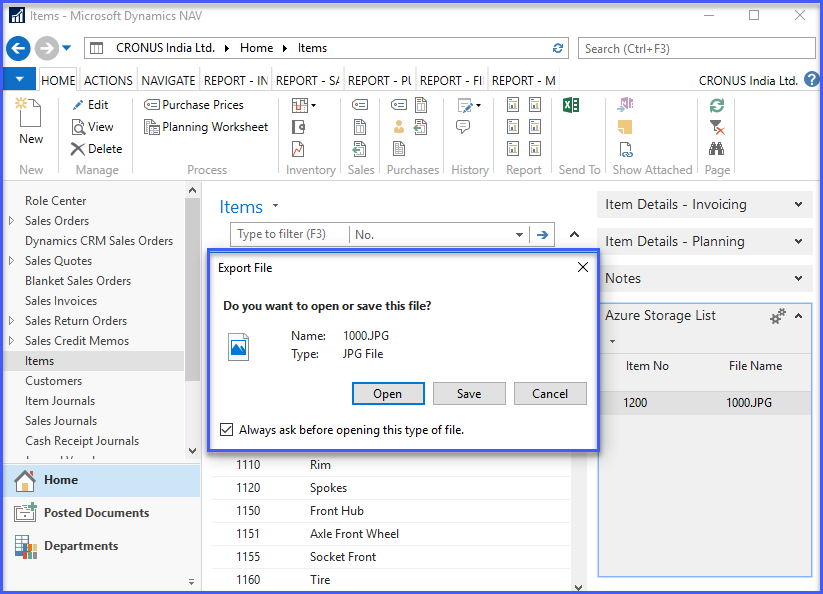 Items - Microsoft Dynamics NAV
CRONUS India Ltd. Home Items
Search (Ctrl+F3)
HOME ACTIONS NAVIGATE REPORT - IN REPORT - SA REPORT - PU REPORT - FI REPORT - M CRONUS India Ltd.
New
New
Edit
View
Delete
Manage
Purchase Prices
Planning Worksheet
Process
Inventory
Sales
Purchases
History
Report
Send To
Show Attached
Page
Role Center
Sales Orders
Dynamics CRM Sales Orders
Sales Quotes
Blanket Sales Orders
Sales Invoices
Sales Return Orders
Sales Credit Memos
Items
Customers
Item Journals
Sales Journals
Cash Receipt Journals
Home
Posted Documents
Departments
Items
Type to filter (F3) No.
Export File
Do you want to open or save this file?
Name: 1000.JPG
Type: JPG File
Open Save Cancel
Always ask before opening this type of file.
1110 Rim
1120 Spokes
1150 Front Hub
1151 Axle Front Wheel
1155 Socket Front
1160 Tire
Item Details - Invoicing
Item Details - Planning
Notes
Azure Storage List
Item No File Name
1200 1000.JPG